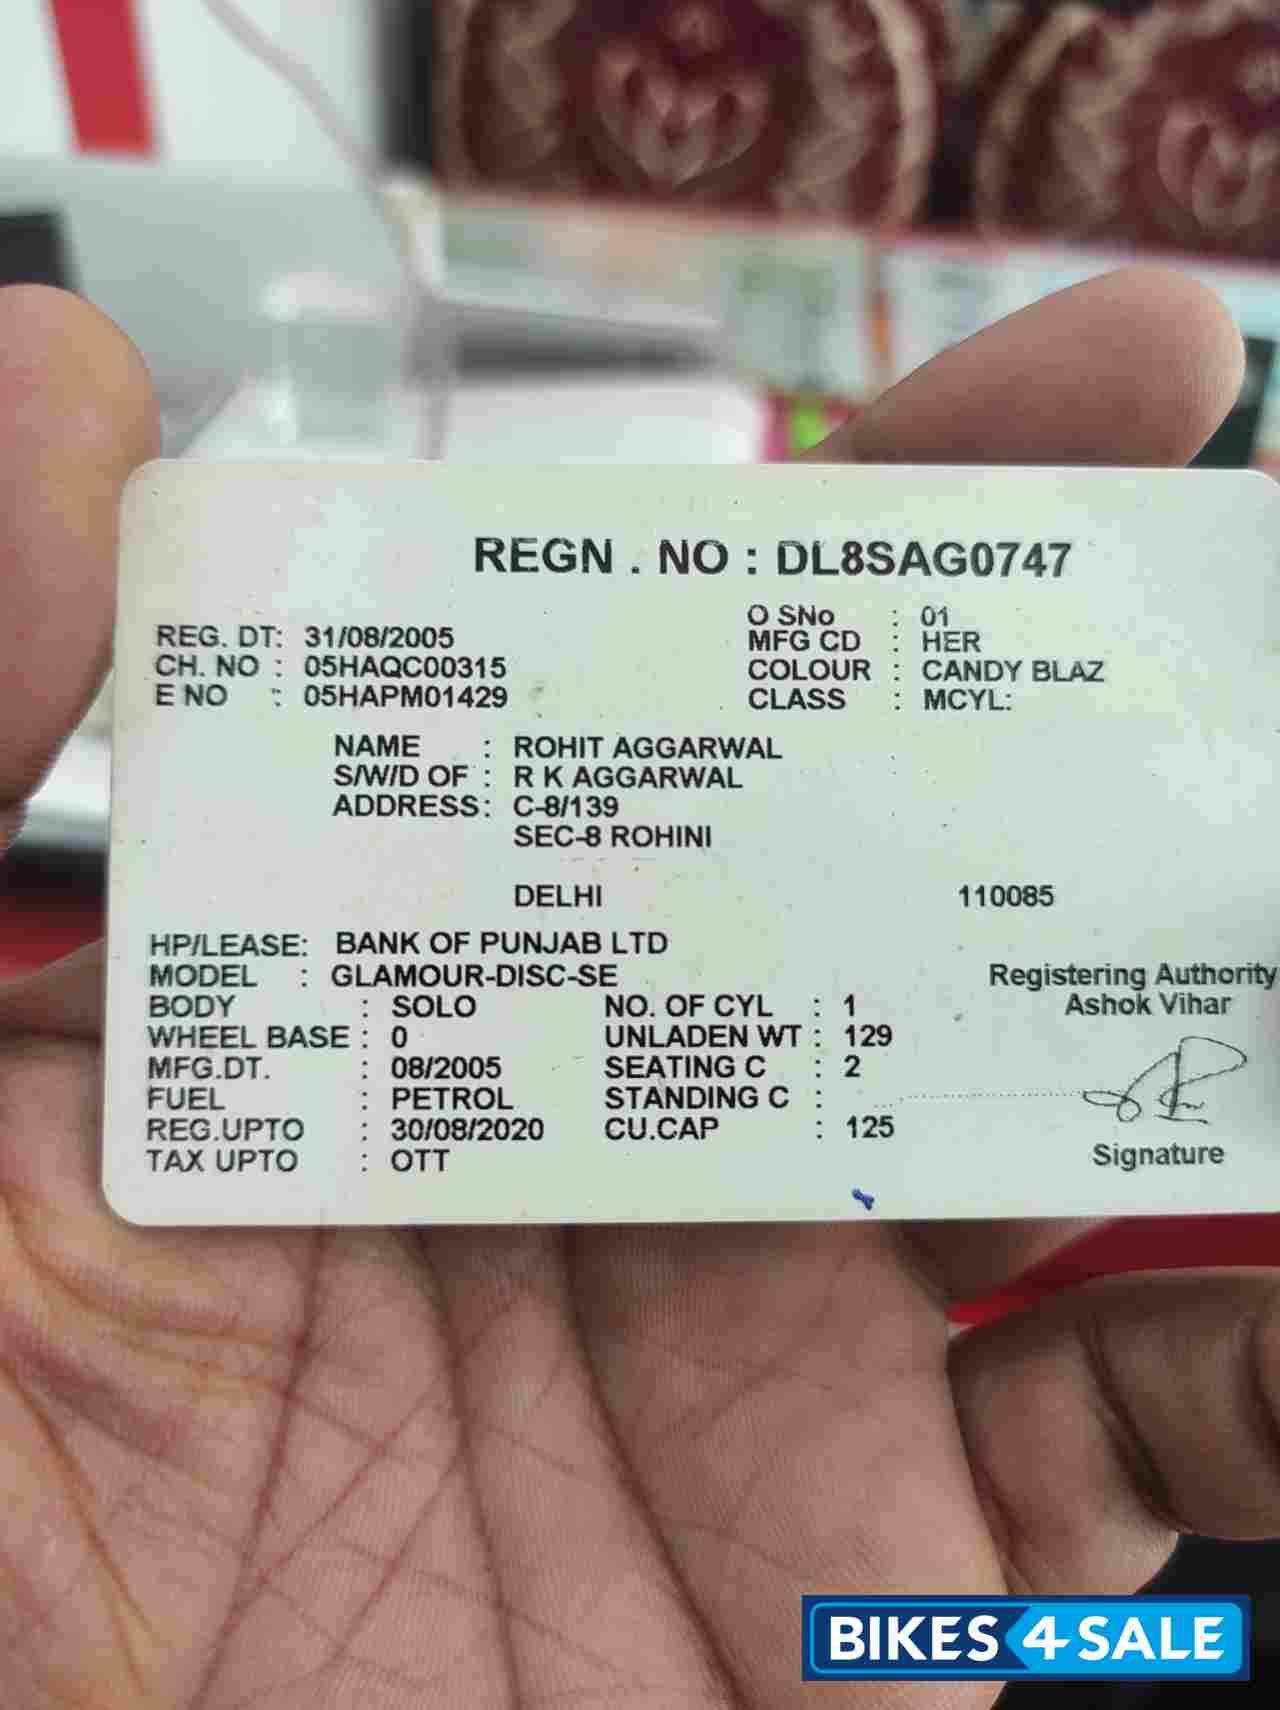 REGN . NO : DL8SAG0747
REG. DT: 31/08/2005
CH. NO : 05HAQC00315
E NO : 05HAPM01429
O SNo : 01
MFG CD : HER
COLOUR : CANDY BLAZ
CLASS : MCYL:
NAME : ROHIT AGGARWAL
S/W/D OF : R K AGGARWAL
ADDRESS: C-8/139
SEC-8 ROHINI
DELHI 110085
HP/LEASE: BANK OF PUNJAB LTD
MODEL : GLAMOUR-DISC-SE
BODY : SOLO
WHEEL BASE : 0
MFG.DT. : 08/2005
FUEL : PETROL
REG.UPTO : 30/08/2020
TAX UPTO : OTT
NO. OF CYL : 1
UNLADEN WT : 129
SEATING C : 2
STANDING C :
CU.CAP : 125
Registering Authority
Ashok Vihar
Signature
BIKES4SALE